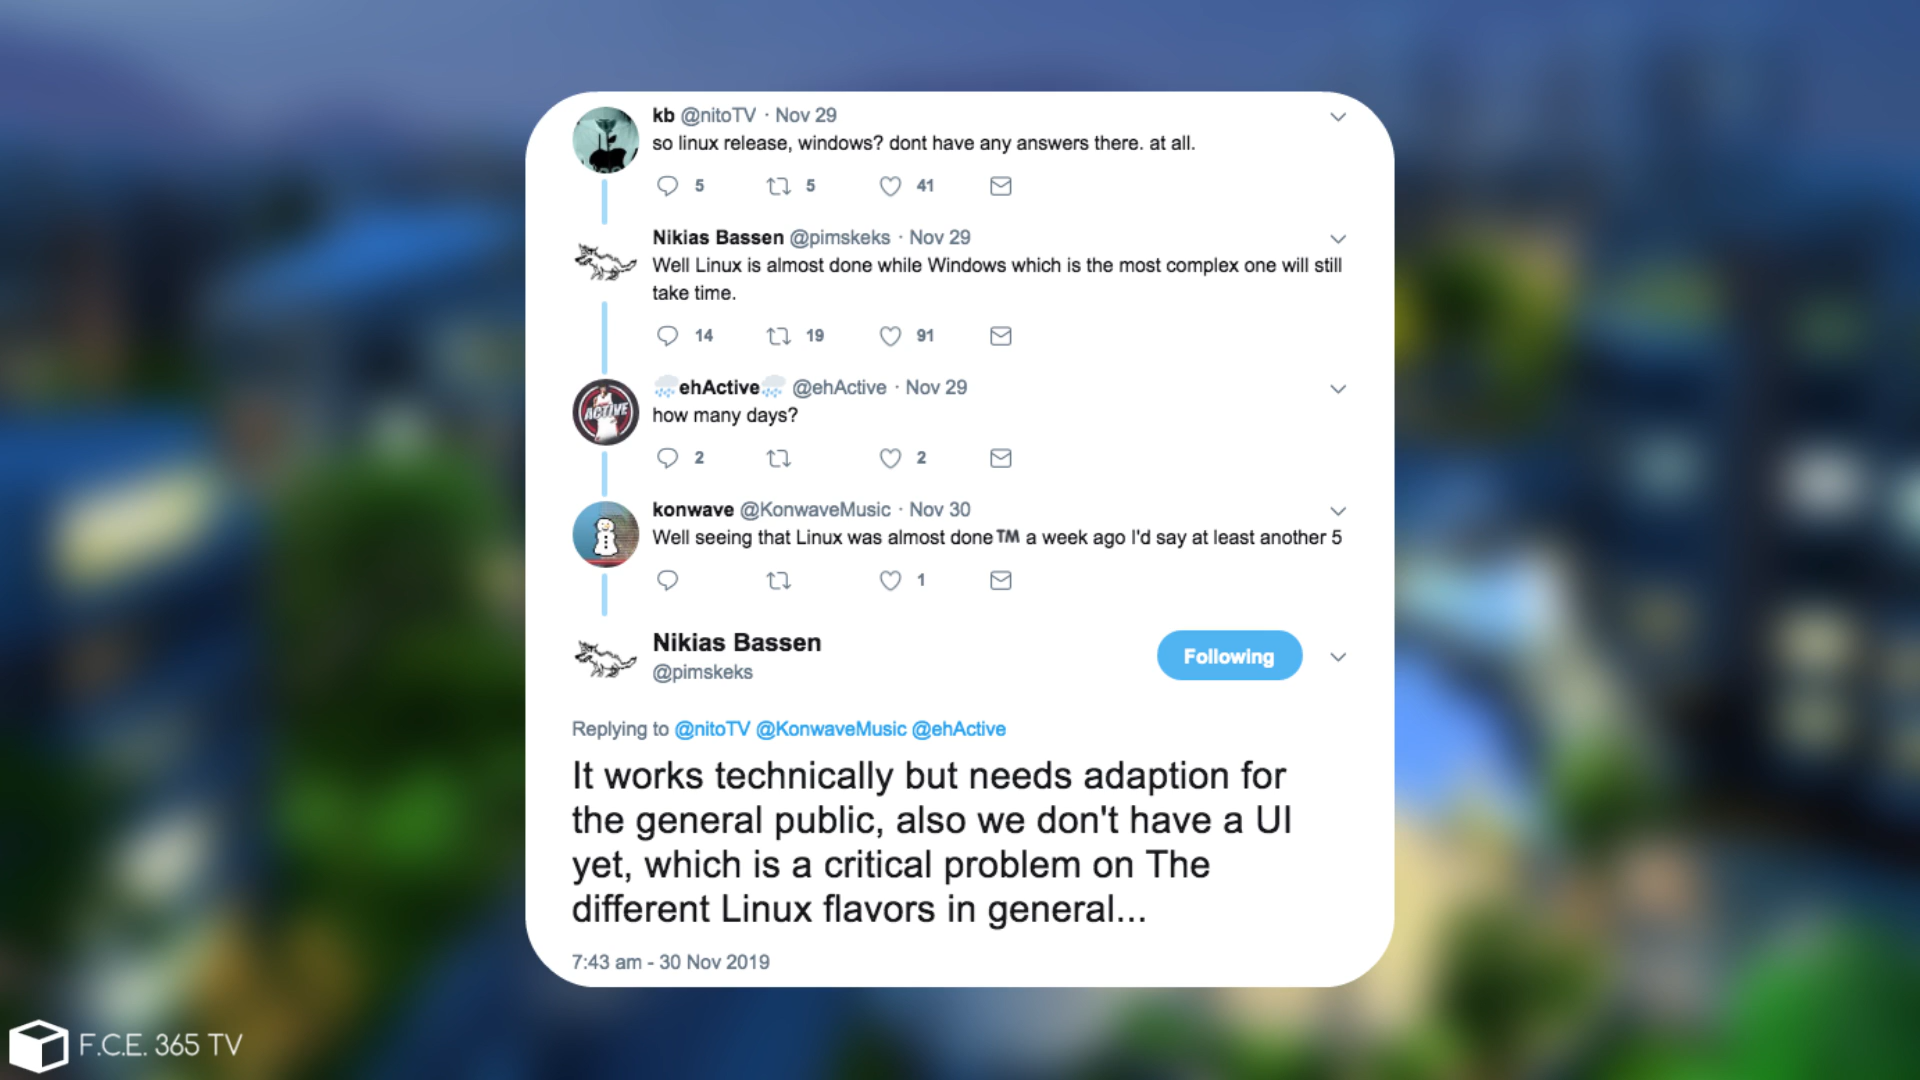 kb @nitoTV · Nov 29
so linux release, windows? dont have any answers there. at all.
5 5 41
Nikias Bassen @pimskeks · Nov 29
Well Linux is almost done while Windows which is the most complex one will still
take time.
14 19 91
🌧️ehActive🌧️ @ehActive · Nov 29
ACTIVE
how many days?
2 2
konwave @KonwaveMusic · Nov 30
Well seeing that Linux was almost done™ a week ago I'd say at least another 5
1
Nikias Bassen
Following
@pimskeks
Replying to @nitoTV @KonwaveMusic @ehActive
It works technically but needs adaption for
the general public, also we don't have a UI
yet, which is a critical problem on The
different Linux flavors in general...
7:43 am - 30 Nov 2019
F.C.E. 365 TV